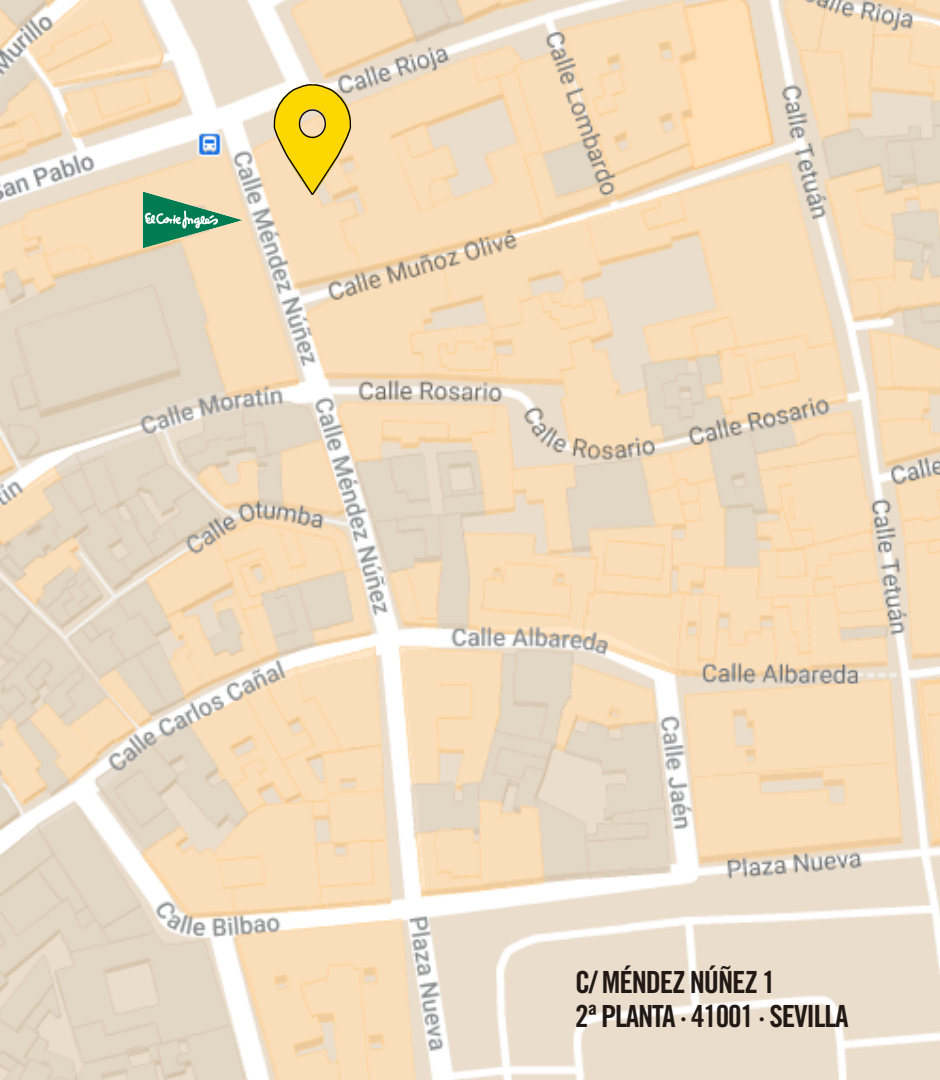 Murillo
Calle Rioja
Calle Rioja
Calle Lombardo
Calle Tetuán
san Pablo
Calle Méndez Núñez
El Corte Inglés
Calle Muñoz Olivé
Calle Moratín
Calle Rosario
Calle Rosario
Calle Rosario
Calle Méndez Núñez
Calle
tín
Calle Otumba
Calle Tetuán
Calle Albareda
Calle Albareda
Calle Carlos Cañal
Calle Jaén
Plaza Nueva
Calle Bilbao
Plaza Nueva
C/ MÉNDEZ NÚÑEZ 1
2ª PLANTA · 41001 · SEVILLA